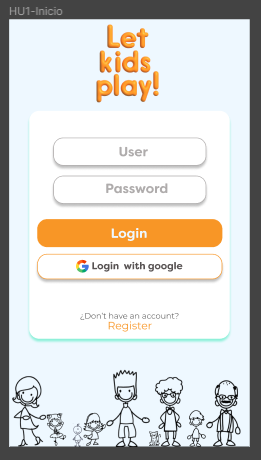 HU1-Inicio
Let
kids
play!
User
Password
Login
Login with google
¿Don't have an account?
Register